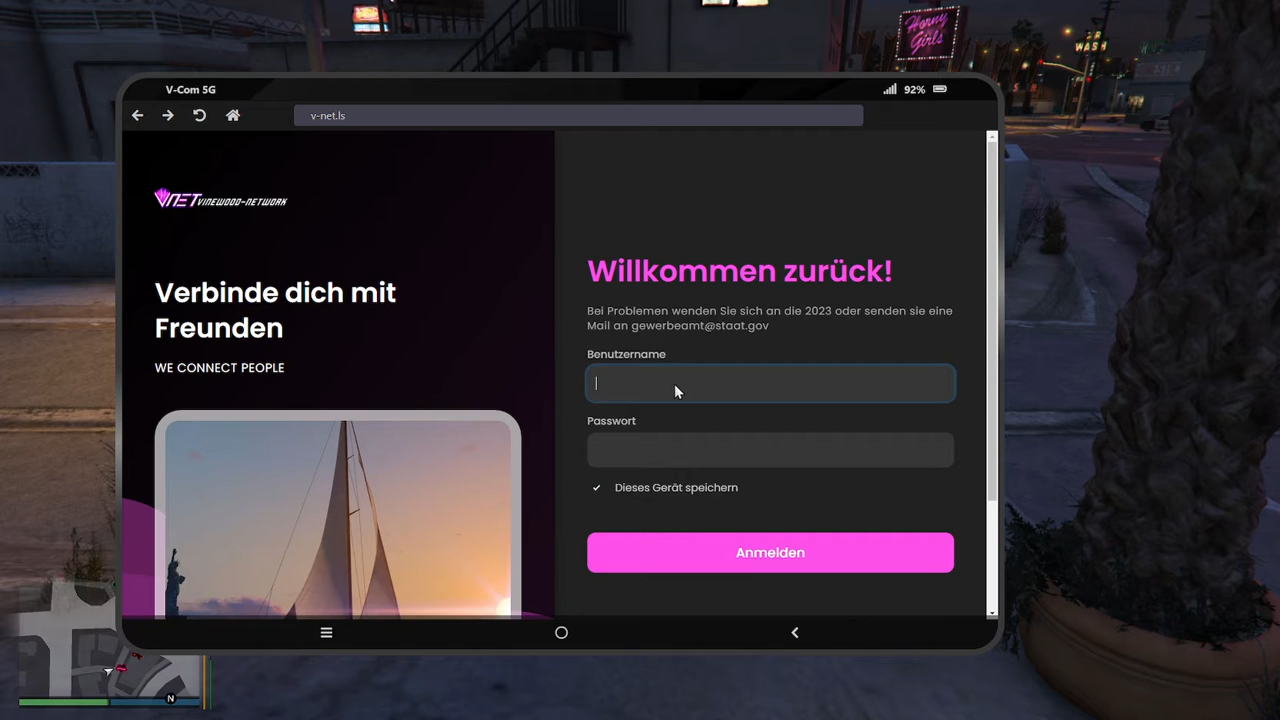 Horny
Girls
WASH
V-Com 5G
92%
v-net.ls
VNET VINEWOOD-NETWORK
Verbinde dich mit
Freunden
WE CONNECT PEOPLE
Willkommen zurück!
Bei Problemen wenden Sie sich an die 2023 oder senden sie eine
Mail an gewerbeamt@staat.gov
Benutzername
Passwort
Dieses Gerät speichern
Anmelden
N